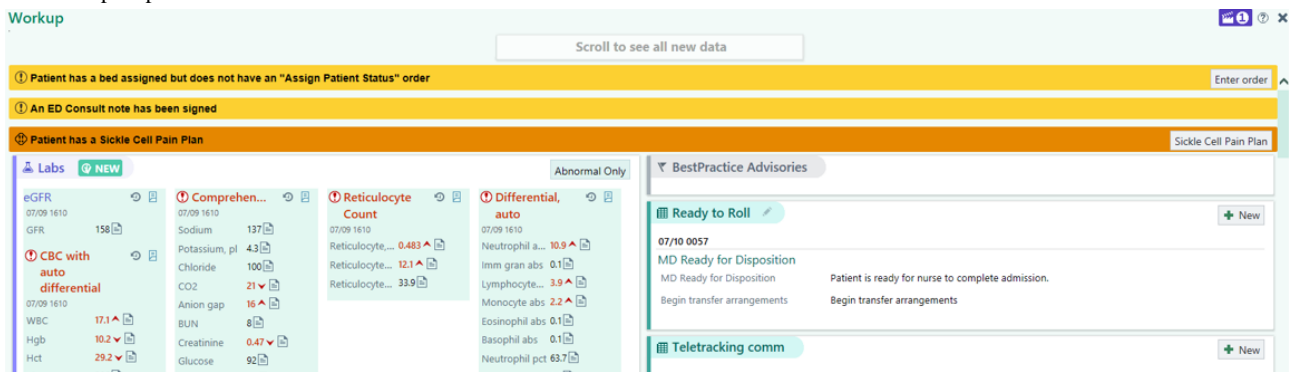 Workup
1
Scroll to see all new data
Patient has a bed assigned but does not have an "Assign Patient Status" order
Enter order
An ED Consult note has been signed
Patient has a Sickle Cell Pain Plan
Sickle Cell Pain Plan
Labs NEW
Abnormal Only
eGFR
07/09 1610
GFR 158
CBC with
auto
differential
07/09 1610
WBC 17.1
Hgb 10.2
Hct 29.2
Comprehen...
07/09 1610
Sodium 137
Potassium, pl 4.3
Chloride 100
CO2 21
Anion gap 16
BUN 8
Creatinine 0.47
Glucose 92
Reticulocyte
Count
07/09 1610
Reticulocyte,... 0.483
Reticulocyte... 12.1
Reticulocyte... 33.9
Differential,
auto
07/09 1610
Neutrophil a... 10.9
Imm gran abs 0.1
Lymphocyte... 3.9
Monocyte abs 2.2
Eosinophil abs 0.1
Basophil abs 0.1
Neutrophil pct 63.7
BestPractice Advisories
Ready to Roll
New
07/10 0057
MD Ready for Disposition
MD Ready for Disposition Patient is ready for nurse to complete admission.
Begin transfer arrangements Begin transfer arrangements
Teletracking comm
New